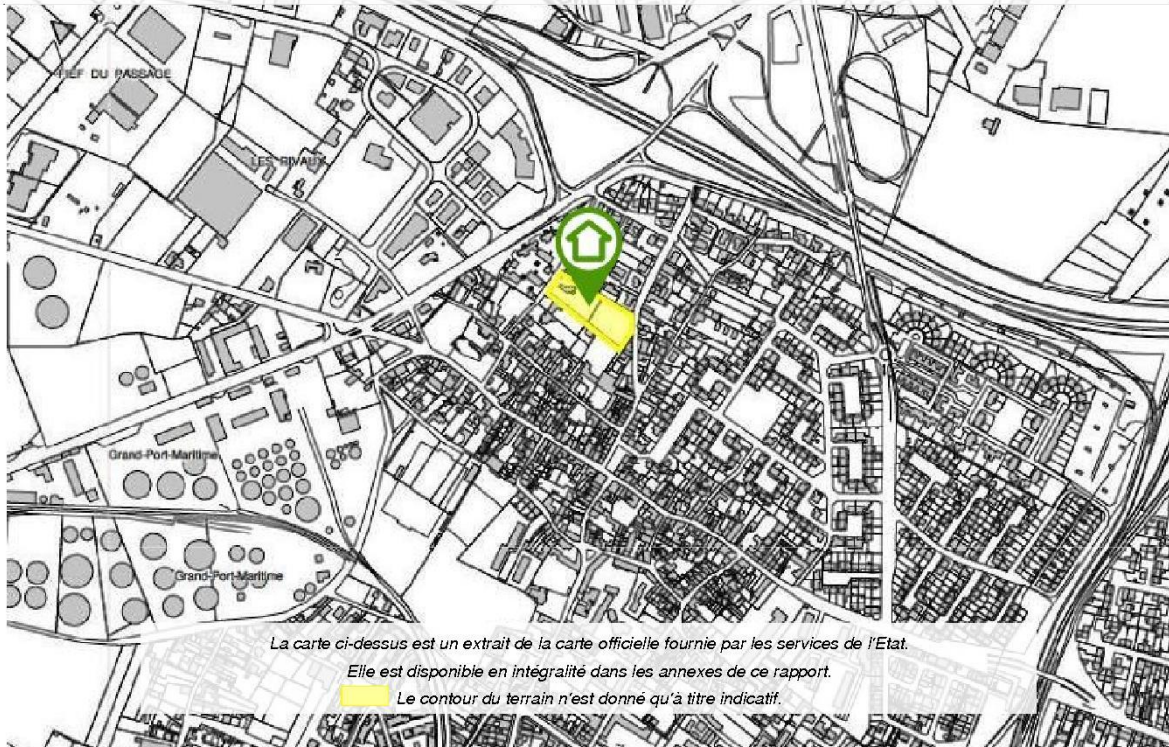 TIEF DU PASSAGE
LES RIVAUX
Grand-Port-Maritime
Grand-Port-Maritime
La carte ci-dessus est un extrait de la carte officielle fournie par les services de l'Etat.
Elle est disponible en intégralité dans les annexes de ce rapport.
Le contour du terrain n'est donné qu'à titre indicatif.